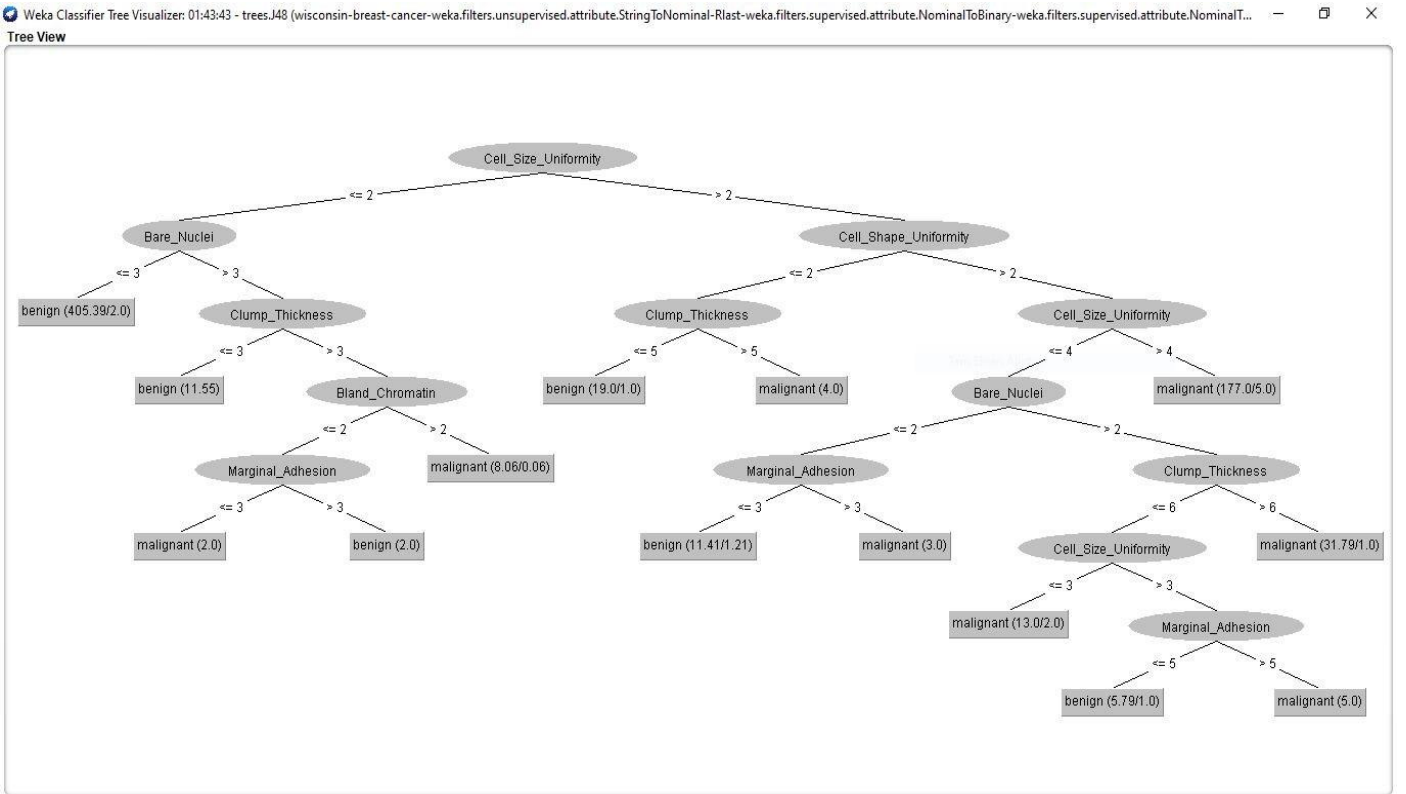 Weka Classifier Tree Visualizer: 01:43:43 - trees.J48 (wisconsin-breast-cancer-weka.filters.unsupervised.attribute.StringToNominal-Rlast-weka.filters.supervised.attribute.NominalToBinary-weka.filters.supervised.attribute.NominalT...
Tree View
Cell_Size_Uniformity
<= 2 > 2
Bare_Nuclei Cell_Shape_Uniformity
<= 3 > 3 <= 2 > 2
benign (405.39/2.0) Clump_Thickness Clump_Thickness Cell_Size_Uniformity
<= 3 > 3 <= 5 > 5 <= 4 > 4
benign (11.55) Bland_Chromatin benign (19.0/1.0) malignant (4.0) Bare_Nuclei malignant (177.0/5.0)
<= 2 > 2 <= 2 > 2
Marginal_Adhesion malignant (8.06/0.06) Marginal_Adhesion Clump_Thickness
<= 3 > 3 <= 3 > 3 <= 6 > 6
malignant (2.0) benign (2.0) benign (11.41/1.21) malignant (3.0) Cell_Size_Uniformity malignant (31.79/1.0)
<= 3 > 3
malignant (13.0/2.0) Marginal_Adhesion
<= 5 > 5
benign (5.79/1.0) malignant (5.0)